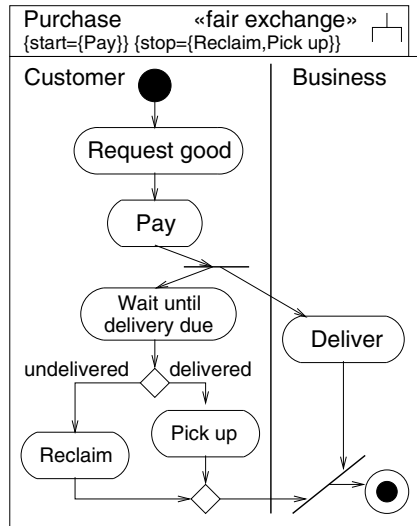 Purchase «fair exchange»
{start={Pay}} {stop={Reclaim,Pick up}}
Customer
Business
Request good
Pay
Wait until
delivery due
Deliver
undelivered
delivered
Pick up
Reclaim